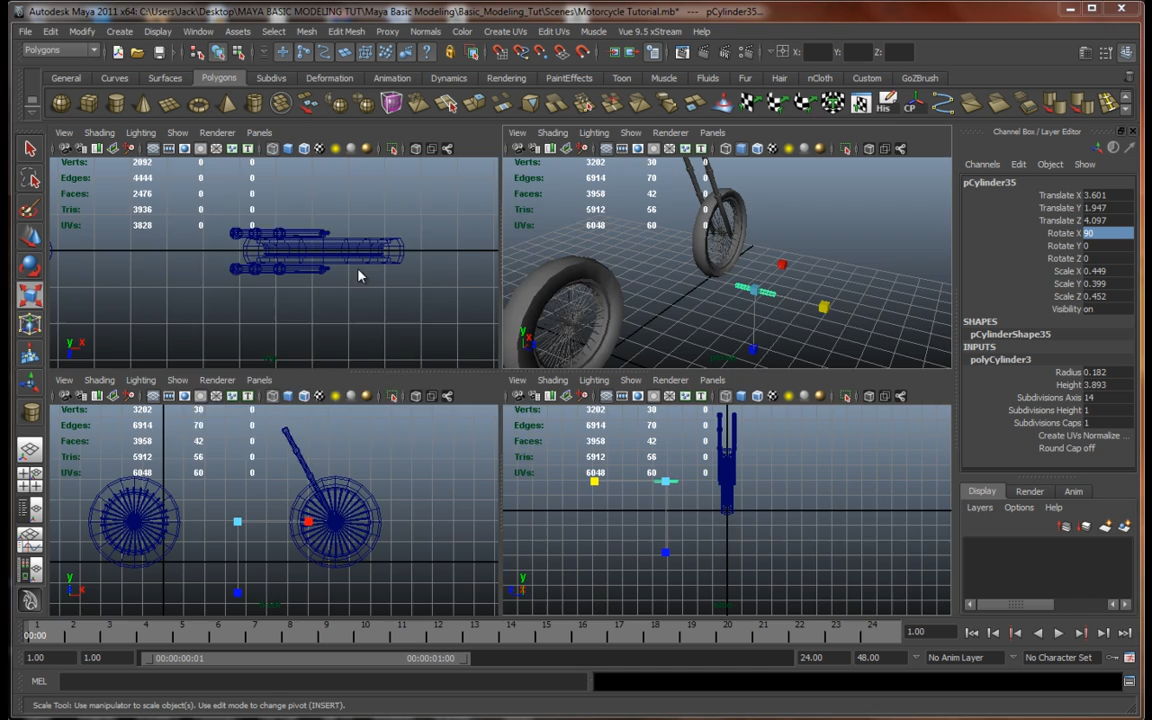 Autodesk Maya 2011 x64: C:\Users\Jack\Desktop\MAYA BASIC MODELING TUT\Maya Basic Modeling\Basic_Modeling_Tut\Scenes\Motorcycle Tutorial.mb* - pCylinder35...
File Edit Modify Create Display Window Assets Select Mesh Edit Mesh Proxy Normals Color Create UVs Edit UVs Muscle Vue 9.5 xStream Help
Polygons X: Y: Z:
General Curves Surfaces Polygons Subdivs Deformation Animation Dynamics Rendering PaintEffects Toon Muscle Fluids Fur Hair nCloth Custom GoZBrush
His CP
Channel Box / Layer Editor
View Shading Lighting Show Renderer Panels
Verts: 2092 0 0
Edges: 4444 0 0
Faces: 2476 0 0
Tris: 3936 0 0
UVs: 3828 0 0
y x
View Shading Lighting Show Renderer Panels
Verts: 3202 30 0
Edges: 6914 70 0
Faces: 3958 42 0
Tris: 5912 56 0
UVs: 6048 60 0
y
View Shading Lighting Show Renderer Panels
Verts: 3202 30 0
Edges: 6914 70 0
Faces: 3958 42 0
Tris: 5912 56 0
UVs: 6048 60 0
y x
View Shading Lighting Show Renderer Panels
Verts: 3202 30 0
Edges: 6914 70 0
Faces: 3958 42 0
Tris: 5912 56 0
UVs: 6048 60 0
y
Channels Edit Object Show
pCylinder35
Translate X 3.601
Translate Y 1.947
Translate Z 4.097
Rotate X 90
Rotate Y 0
Rotate Z 0
Scale X 0.449
Scale Y 0.399
Scale Z 0.452
Visibility on
SHAPES
pCylinderShape35
INPUTS
polyCylinder3
Radius 0.182
Height 3.893
Subdivisions Axis 14
Subdivisions Height 1
Subdivisions Caps 1
Create UVs Normalize ...
Round Cap off
Display Render Anim
Layers Options Help
1 2 3 4 5 6 7 8 9 10 11 12 13 14 15 16 17 18 19 20 21 22 23 24
00:00 1.00
1.00 1.00 00:00:00:01 00:00:01:00 24.00 48.00 No Anim Layer No Character Set
MEL
Scale Tool: Use manipulator to scale object(s). Use edit mode to change pivot (INSERT).